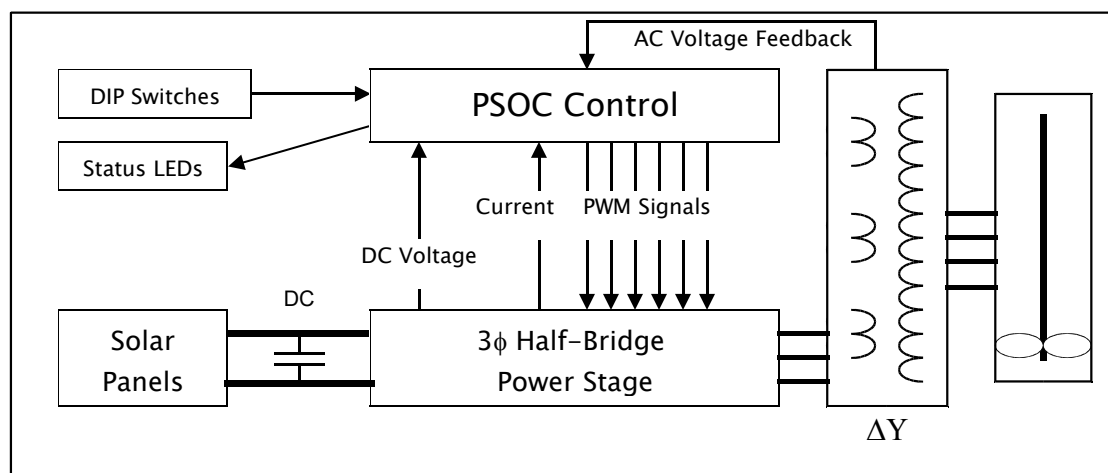 AC Voltage Feedback
DIP Switches
PSOC Control
Status LEDs
Current
PWM Signals
DC Voltage
DC
Solar
Panels
3ϕ Half-Bridge
Power Stage
ΔY